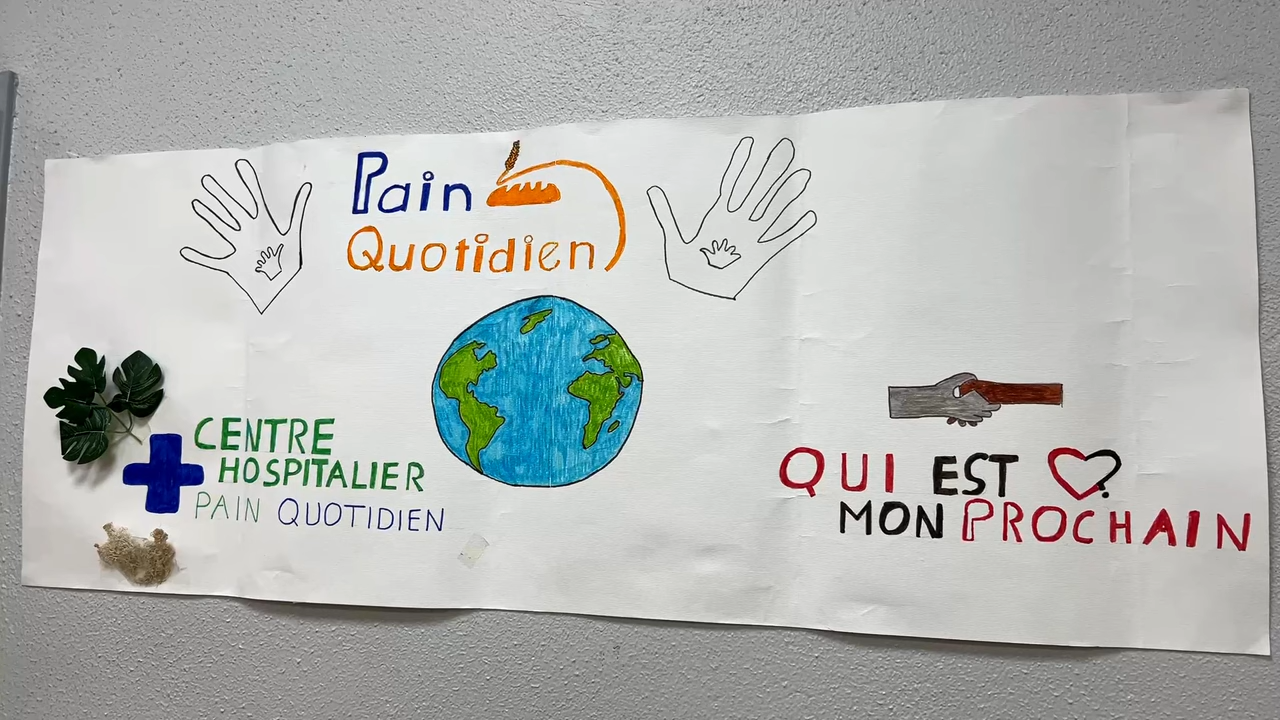 Pain
Quotidien
CENTRE
HOSPITALIER
PAIN QUOTIDIEN
QUI EST ?
MON PROCHAIN